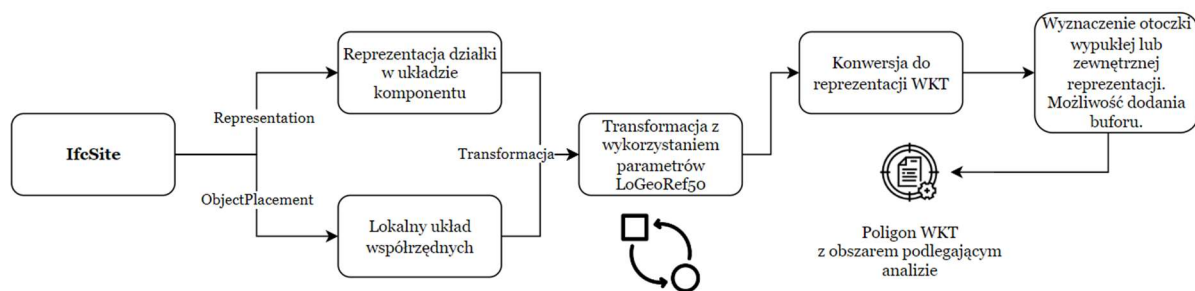 IfcSite
Representation
ObjectPlacement
Reprezentacja działki
w układzie
komponentu
Lokalny układ
współrzędnych
Transformacja
Transformacja z
wykorzystaniem
parametrów
LoGeoRef50
Konwersja do
reprezentacji WKT
Wyznaczenie otoczki
wypukłej lub
zewnętrznej
reprezentacji.
Możliwość dodania
buforu.
Poligon WKT
z obszarem podlegającym
analizie